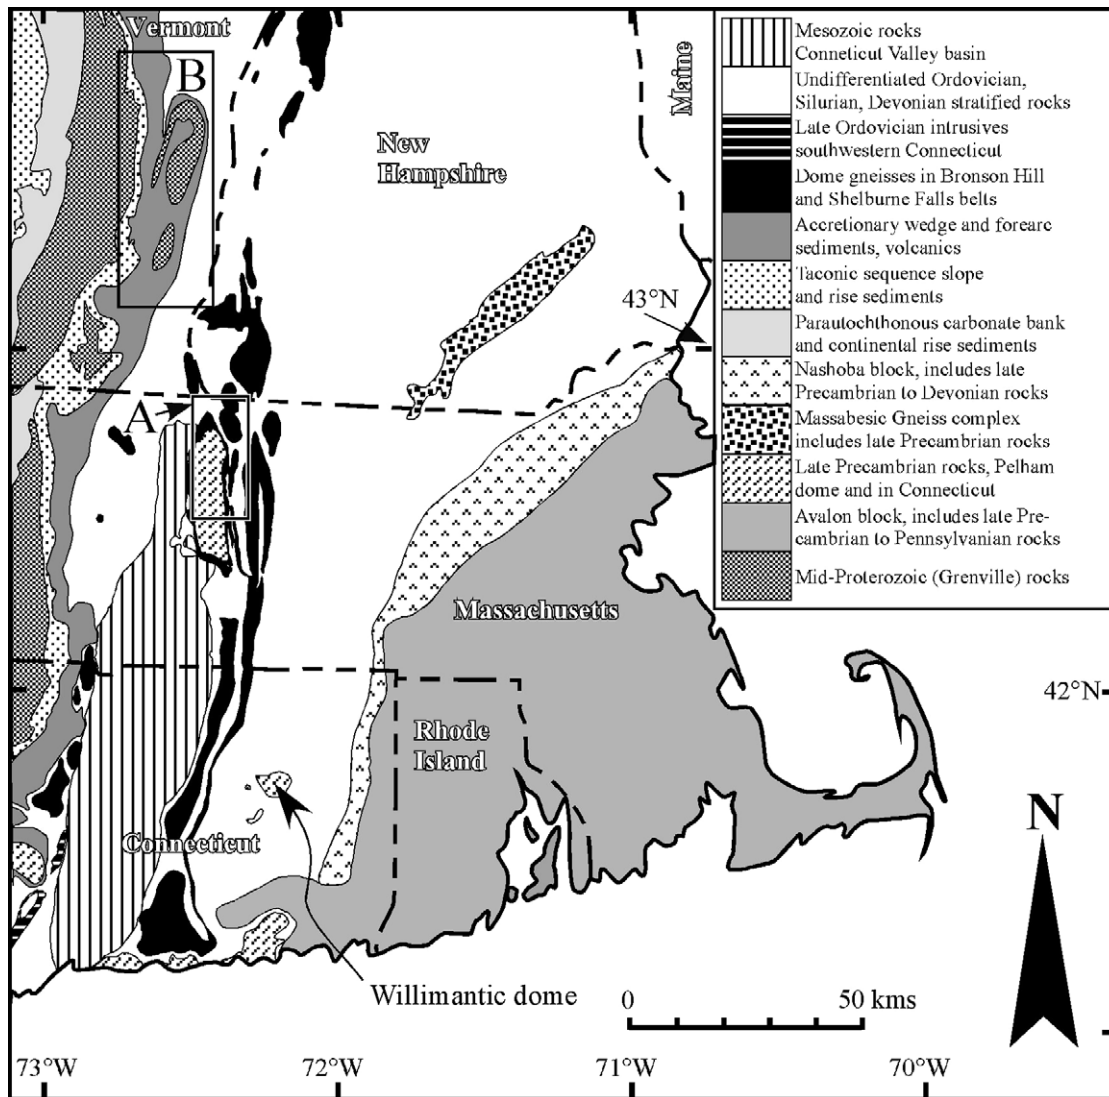 Vermont
B
New
Hampshire
Maine
43°N
A
Massachusetts
42°N
Rhode
Island
Connecticut
Willimantic dome
N
0 50 kms
73°W 72°W 71°W 70°W
Mesozoic rocks
Conneticut Valley basin
Undifferentiated Ordovician,
Silurian, Devonian stratified rocks
Late Ordovician intrusives
southwestern Connecticut
Dome gneisses in Bronson Hill
and Shelburne Falls belts
Accretionary wedge and forearc
sediments, volcanics
Taconic sequence slope
and rise sediments
Parautochthonous carbonate bank
and continental rise sediments
Nashoba block, includes late
Precambrian to Devonian rocks
Massabesic Gneiss complex
includes late Precambrian rocks
Late Precambrian rocks, Pelham
dome and in Connecticut
Avalon block, includes late Pre-
cambrian to Pennsylvanian rocks
Mid-Proterozoic (Grenville) rocks